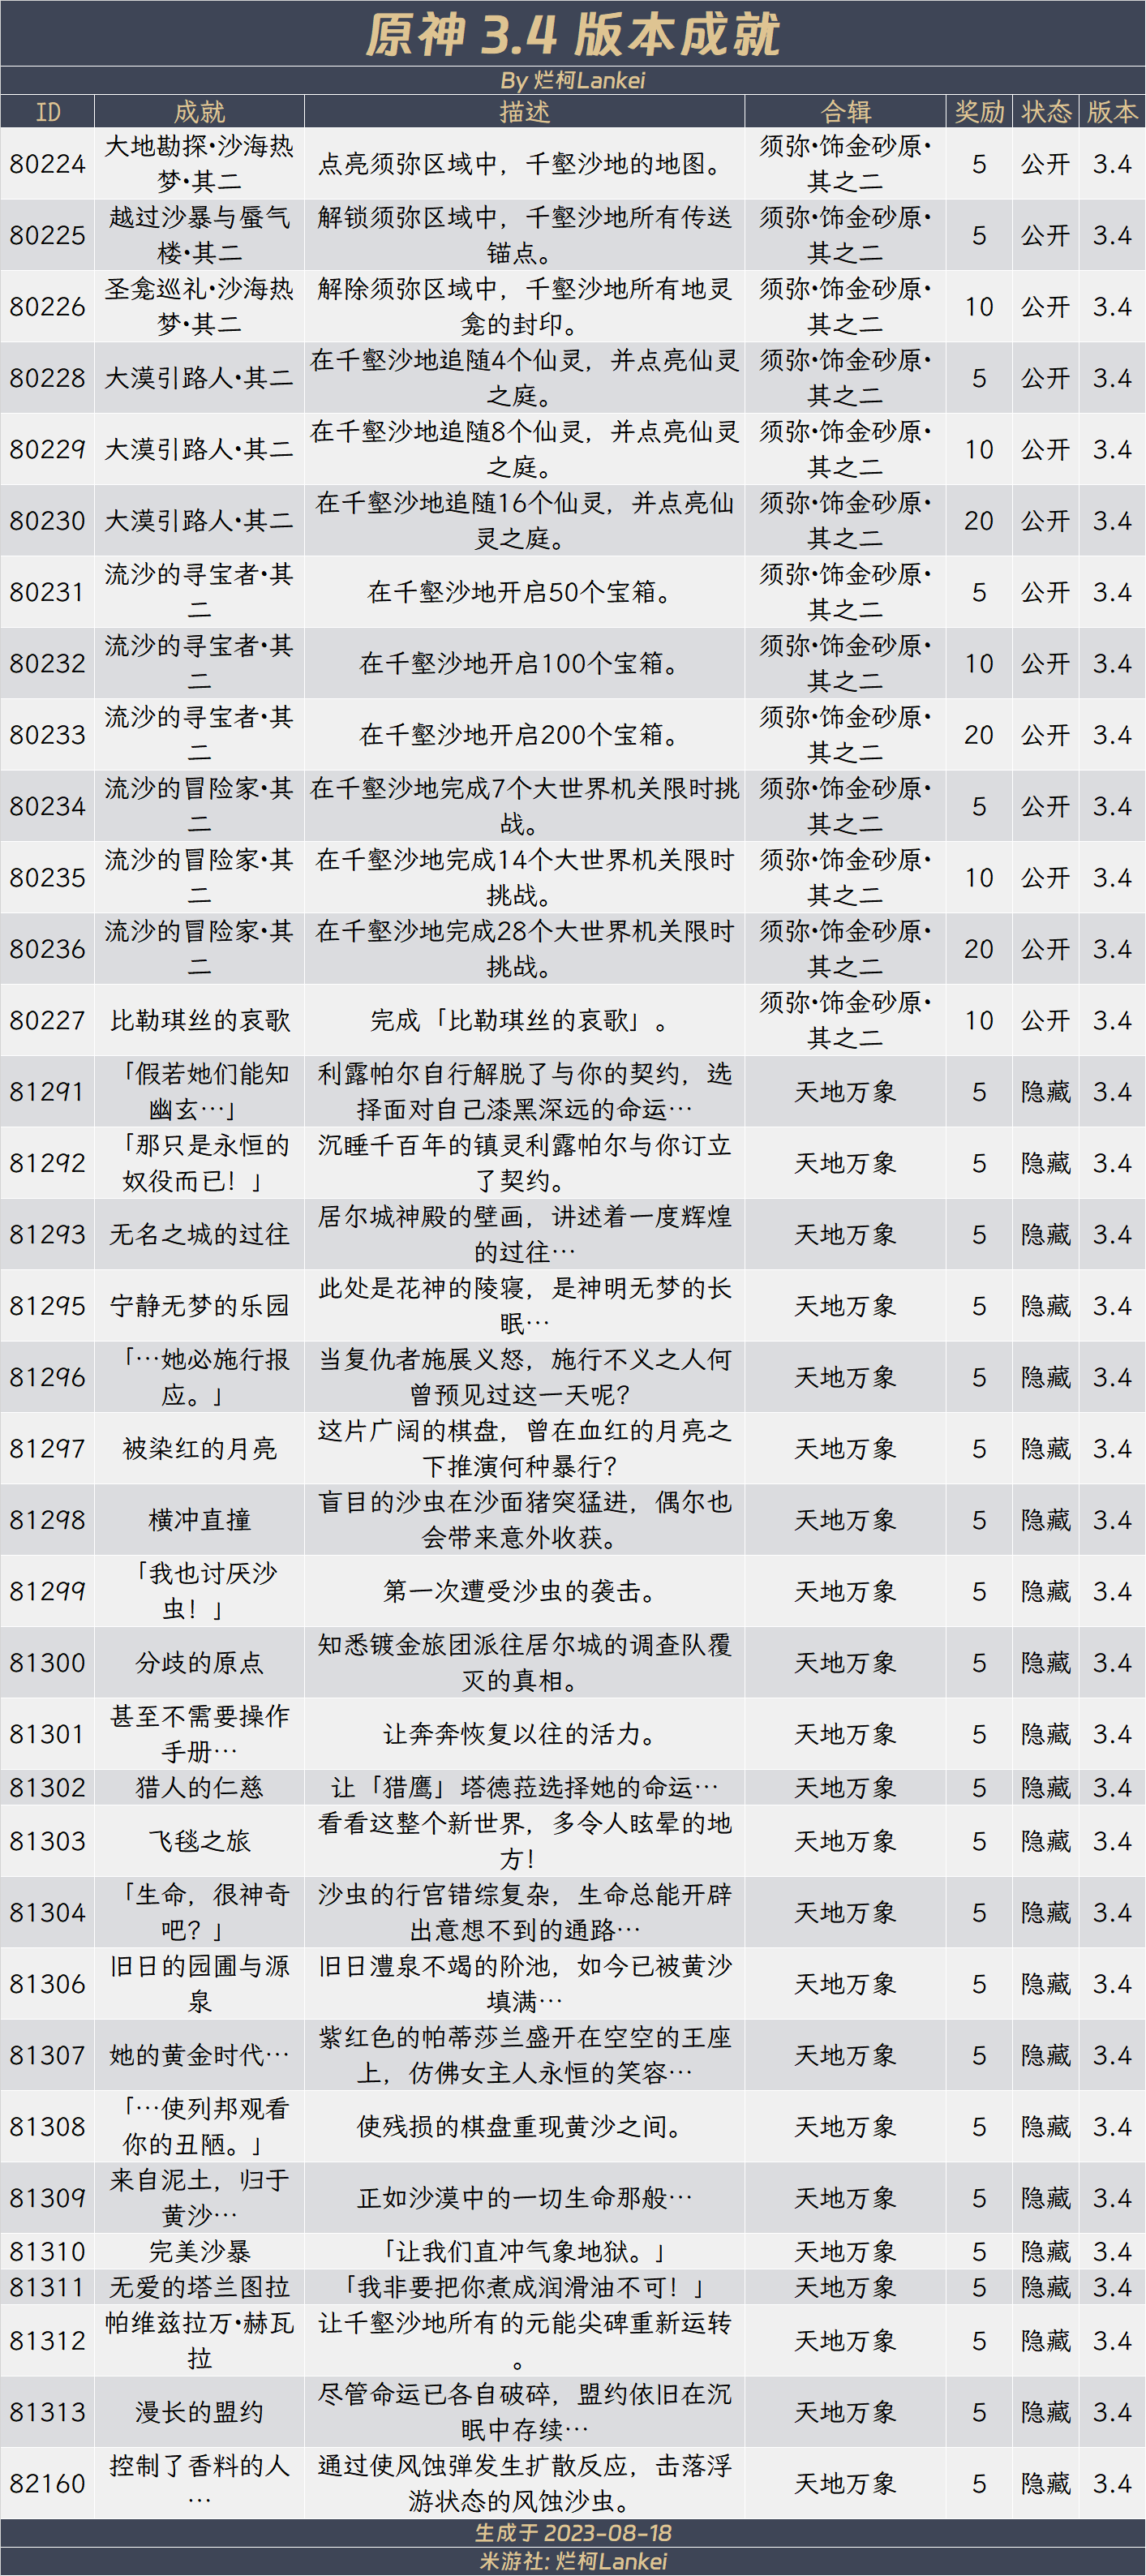 原神 3.4 版本成就
By 烂柯Lankei
ID 成就 描述 合辑 奖励 状态 版本
80224 大地勘探•沙海热梦•其二 点亮须弥区域中，千壑沙地的地图。 须弥•饰金砂原•其之二 5 公开 3.4
80225 越过沙暴与蜃气楼•其二 解锁须弥区域中，千壑沙地所有传送锚点。 须弥•饰金砂原•其之二 5 公开 3.4
80226 圣龛巡礼•沙海热梦•其二 解除须弥区域中，千壑沙地所有地灵龛的封印。 须弥•饰金砂原•其之二 10 公开 3.4
80228 大漠引路人•其二 在千壑沙地追随4个仙灵，并点亮仙灵之庭。 须弥•饰金砂原•其之二 5 公开 3.4
80229 大漠引路人•其二 在千壑沙地追随8个仙灵，并点亮仙灵之庭。 须弥•饰金砂原•其之二 10 公开 3.4
80230 大漠引路人•其二 在千壑沙地追随16个仙灵，并点亮仙灵之庭。 须弥•饰金砂原•其之二 20 公开 3.4
80231 流沙的寻宝者•其二 在千壑沙地开启50个宝箱。 须弥•饰金砂原•其之二 5 公开 3.4
80232 流沙的寻宝者•其二 在千壑沙地开启100个宝箱。 须弥•饰金砂原•其之二 10 公开 3.4
80233 流沙的寻宝者•其二 在千壑沙地开启200个宝箱。 须弥•饰金砂原•其之二 20 公开 3.4
80234 流沙的冒险家•其二 在千壑沙地完成7个大世界机关限时挑战。 须弥•饰金砂原•其之二 5 公开 3.4
80235 流沙的冒险家•其二 在千壑沙地完成14个大世界机关限时挑战。 须弥•饰金砂原•其之二 10 公开 3.4
80236 流沙的冒险家•其二 在千壑沙地完成28个大世界机关限时挑战。 须弥•饰金砂原•其之二 20 公开 3.4
80227 比勒琪丝的哀歌 完成「比勒琪丝的哀歌」。 须弥•饰金砂原•其之二 10 公开 3.4
81291 「假若她们能知幽玄…」 利露帕尔自行解脱了与你的契约，选择面对自己漆黑深远的命运… 天地万象 5 隐藏 3.4
81292 「那只是永恒的奴役而已！」 沉睡千百年的镇灵利露帕尔与你订立了契约。 天地万象 5 隐藏 3.4
81293 无名之城的过往 居尔城神殿的壁画，讲述着一度辉煌的过往… 天地万象 5 隐藏 3.4
81295 宁静无梦的乐园 此处是花神的陵寝，是神明无梦的长眠… 天地万象 5 隐藏 3.4
81296 「…她必施行报应。」 当复仇者施展义怒，施行不义之人何曾预见过这一天呢？ 天地万象 5 隐藏 3.4
81297 被染红的月亮 这片广阔的棋盘，曾在血红的月亮之下推演何种暴行？ 天地万象 5 隐藏 3.4
81298 横冲直撞 盲目的沙虫在沙面猪突猛进，偶尔也会带来意外收获。 天地万象 5 隐藏 3.4
81299 「我也讨厌沙虫！」 第一次遭受沙虫的袭击。 天地万象 5 隐藏 3.4
81300 分歧的原点 知悉镀金旅团派往居尔城的调查队覆灭的真相。 天地万象 5 隐藏 3.4
81301 甚至不需要操作手册… 让奔奔恢复以往的活力。 天地万象 5 隐藏 3.4
81302 猎人的仁慈 让「猎鹰」塔德菈选择她的命运… 天地万象 5 隐藏 3.4
81303 飞毯之旅 看看这整个新世界，多令人眩晕的地方！ 天地万象 5 隐藏 3.4
81304 「生命，很神奇吧？」 沙虫的行宫错综复杂，生命总能开辟出意想不到的通路… 天地万象 5 隐藏 3.4
81306 旧日的园圃与源泉 旧日澧泉不竭的阶池，如今已被黄沙填满… 天地万象 5 隐藏 3.4
81307 她的黄金时代… 紫红色的帕蒂莎兰盛开在空空的王座上，仿佛女主人永恒的笑容… 天地万象 5 隐藏 3.4
81308 「…使列邦观看你的丑陋。」 使残损的棋盘重现黄沙之间。 天地万象 5 隐藏 3.4
81309 来自泥土，归于黄沙… 正如沙漠中的一切生命那般… 天地万象 5 隐藏 3.4
81310 完美沙暴 「让我们直冲气象地狱。」 天地万象 5 隐藏 3.4
81311 无爱的塔兰图拉 「我非要把你煮成润滑油不可！」 天地万象 5 隐藏 3.4
81312 帕维兹拉万•赫瓦拉 让千壑沙地所有的元能尖碑重新运转。 天地万象 5 隐藏 3.4
81313 漫长的盟约 尽管命运已各自破碎，盟约依旧在沉眠中存续… 天地万象 5 隐藏 3.4
82160 控制了香料的人… 通过使风蚀弹发生扩散反应，击落浮游状态的风蚀沙虫。 天地万象 5 隐藏 3.4
生成于 2023-08-18
米游社: 烂柯Lankei